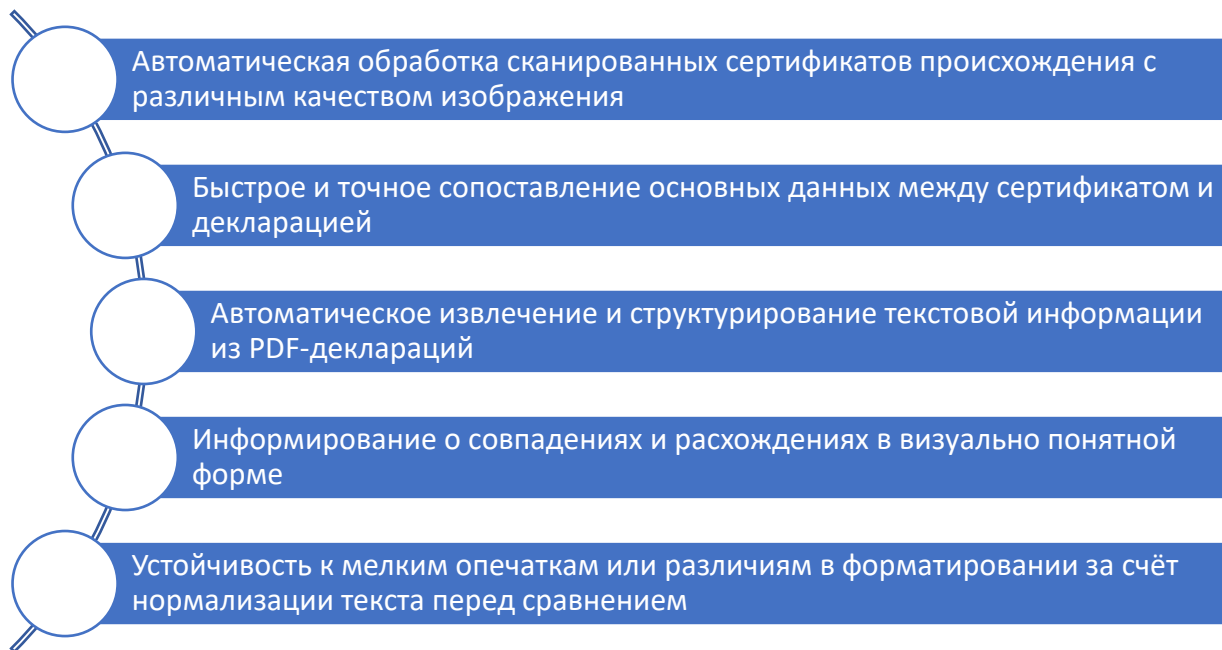 Автоматическая обработка сканированных сертификатов происхождения с
различным качеством изображения
Быстрое и точное сопоставление основных данных между сертификатом и
декларацией
Автоматическое извлечение и структурирование текстовой информации
из PDF-деклараций
Информирование о совпадениях и расхождениях в визуально понятной
форме
Устойчивость к мелким опечаткам или различиям в форматировании за счёт
нормализации текста перед сравнением